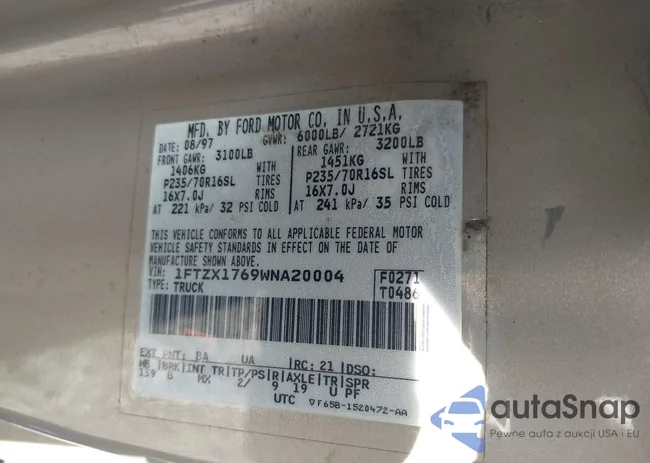 MFD. BY FORD MOTOR CO. IN U.S.A.
DATE: 08/97 GVWR: 6000LB/ 2721KG
FRONT GAWR: 3100LB REAR GAWR: 3200LB
1406KG WITH 1451KG WITH
P235/70R16SL TIRES P235/70R16SL TIRES
16X7.0J RIMS 16X7.0J RIMS
AT 221 kPa/ 32 PSI COLD AT 241 kPa/ 35 PSI COLD
THIS VEHICLE CONFORMS TO ALL APPLICABLE FEDERAL MOTOR
VEHICLE SAFETY STANDARDS IN EFFECT ON THE DATE OF
MANUFACTURE SHOWN ABOVE.
VIN: 1FTZX1769WNA20004 F0271
TYPE: TRUCK T0486
EXT PNT: BA UA RC: 21 DSO:
WB BRK INT TR TP/PS R AXLE TR SPR
139 B MX 2/ 9 19 U PF
UTC ▽F65B-1520472-AA
autoSnap
Pewne auto z aukcji USA i EU